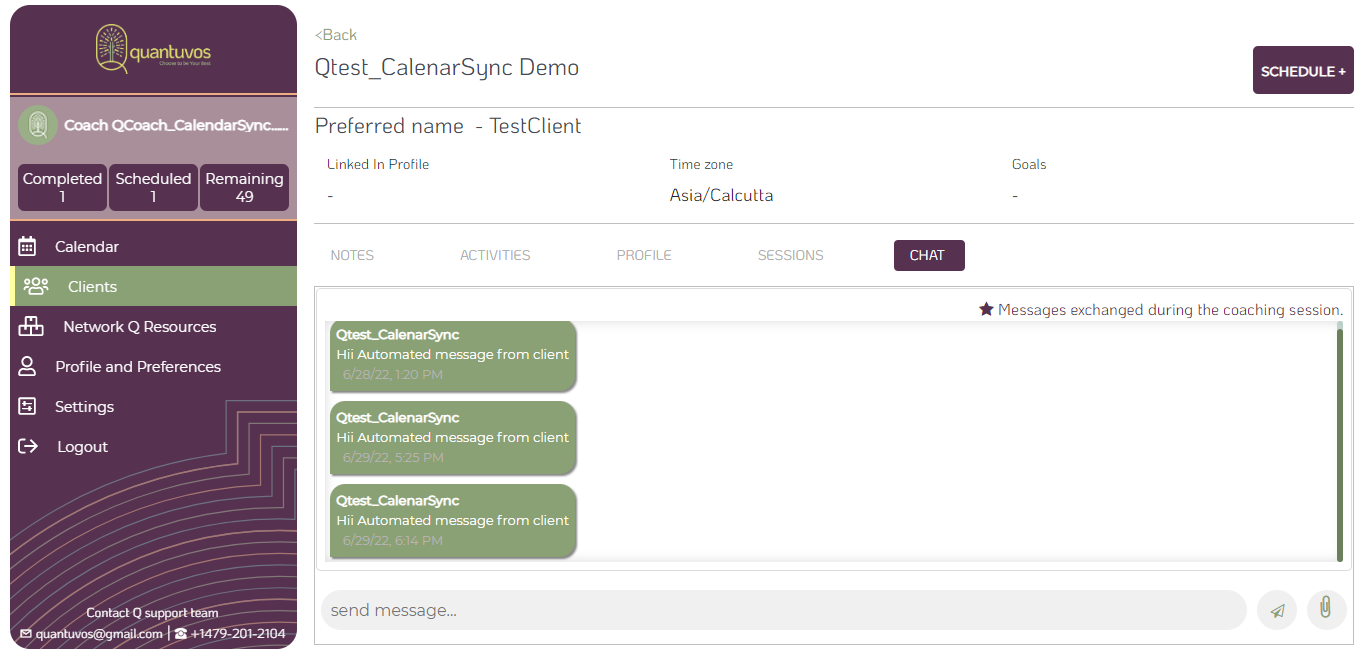 quantuvos
Choose to be Your Best
Coach QCoach_CalendarSync......
Completed
1
Scheduled
1
Remaining
49
Calendar
Clients
Network Q Resources
Profile and Preferences
Settings
Logout
Contact Q support team
quantuvos@gmail.com | +1479-201-2104
<Back
Qtest_CalenarSync Demo
SCHEDULE +
Preferred name - TestClient
Linked In Profile Time zone Goals
- Asia/Calcutta -
NOTES ACTIVITIES PROFILE SESSIONS CHAT
★ Messages exchanged during the coaching session.
Qtest_CalenarSync
Hii Automated message from client
6/28/22, 1:20 PM
Qtest_CalenarSync
Hii Automated message from client
6/29/22, 5:25 PM
Qtest_CalenarSync
Hii Automated message from client
6/29/22, 6:14 PM
send message...